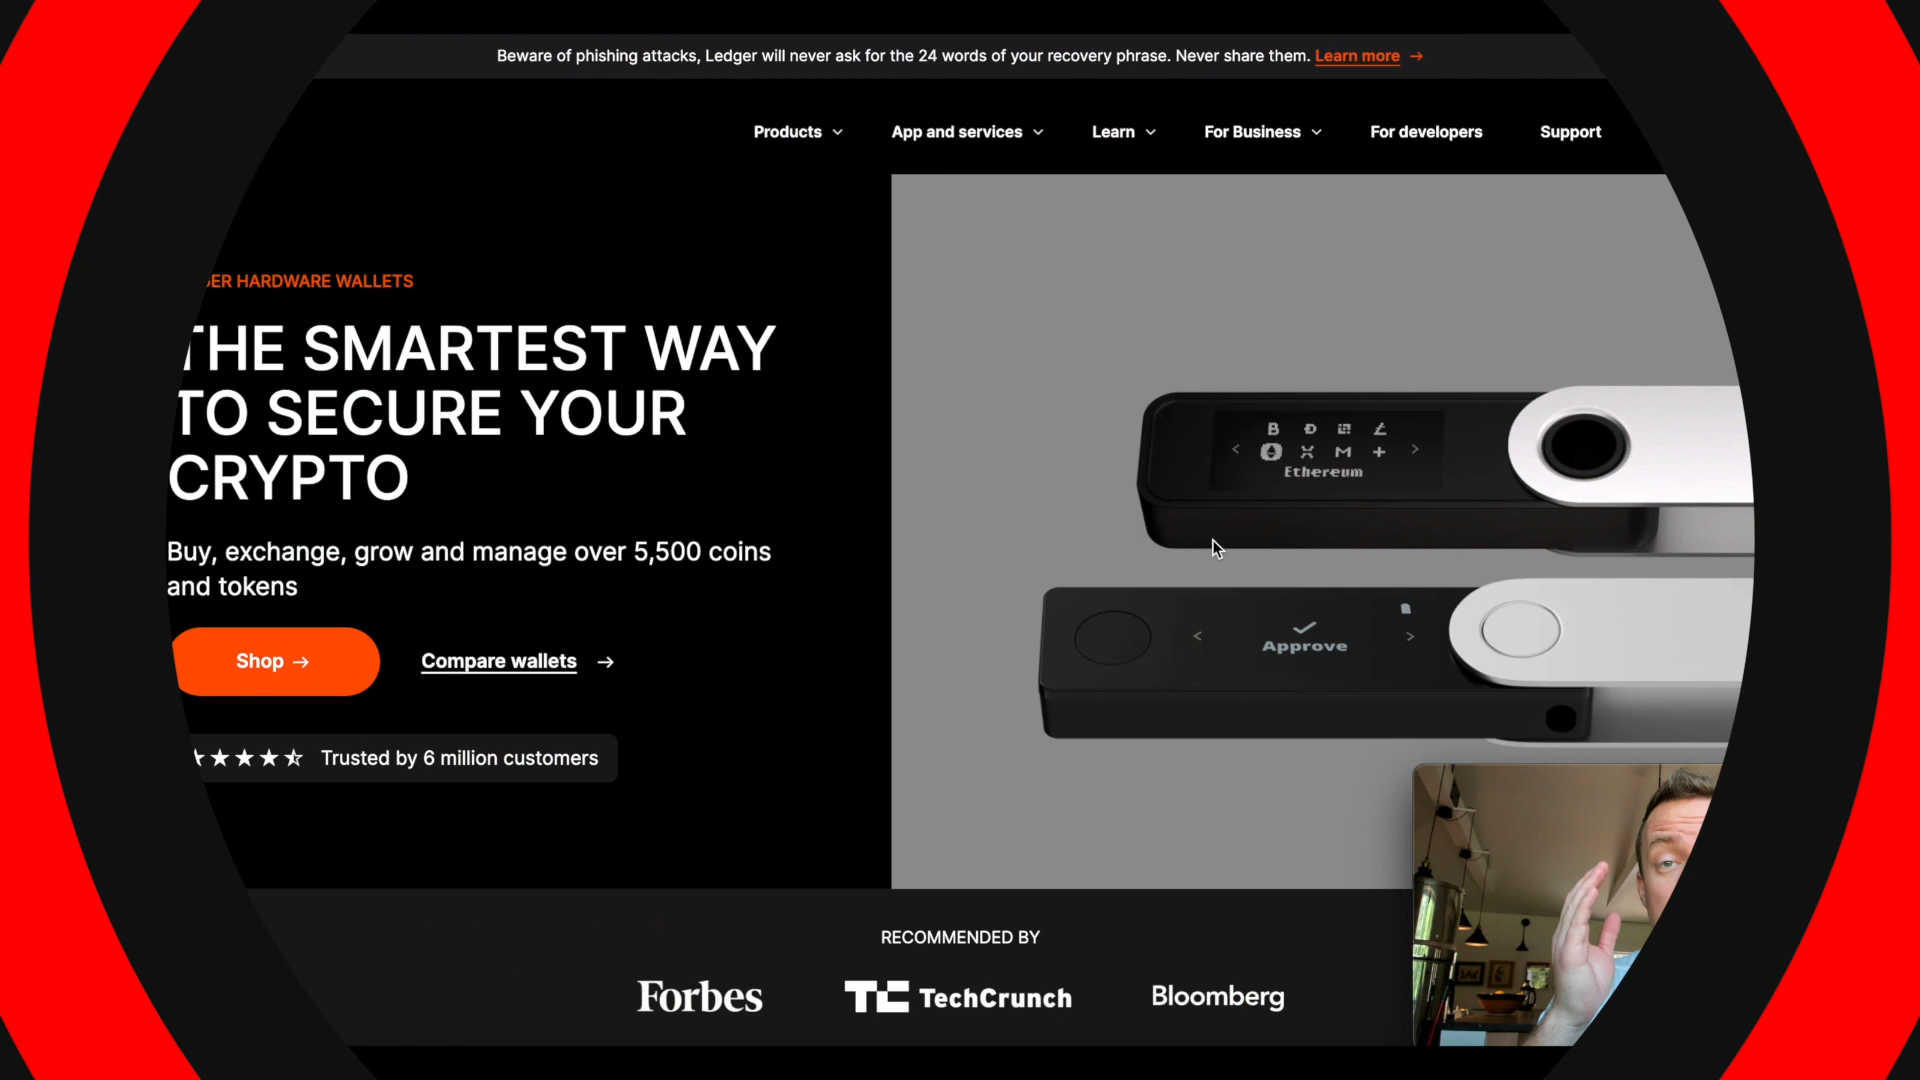 Beware of phishing attacks, Ledger will never ask for the 24 words of your recovery phrase. Never share them. Learn more →
Products
App and services
Learn
For Business
For developers
Support
HARDWARE WALLETS
THE SMARTEST WAY
TO SECURE YOUR
CRYPTO
Buy, exchange, grow and manage over 5,500 coins
and tokens
Shop →
Compare wallets →
Trusted by 6 million customers
Ethereum
Approve
RECOMMENDED BY
Forbes
TC TechCrunch
Bloomberg